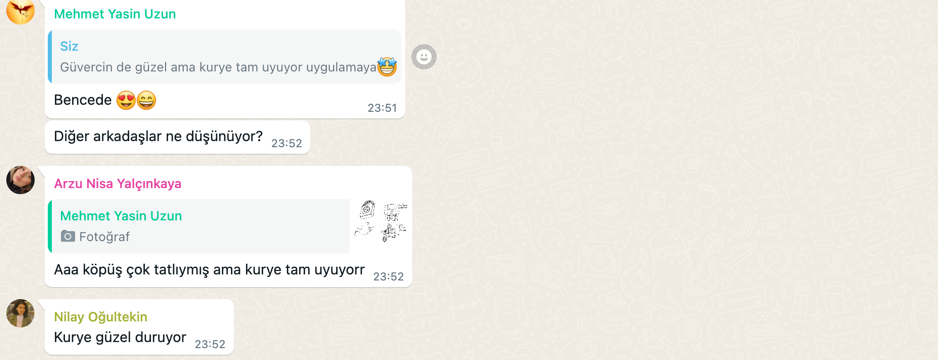 Mehmet Yasin Uzun
Siz
Güvercin de güzel ama kurye tam uyuyor uygulamaya🤩
Bencede 😍😄
23:51
Diğer arkadaşlar ne düşünüyor?
23:52
Arzu Nisa Yalçınkaya
Mehmet Yasin Uzun
Fotoğraf
Aaa köpüş çok tatlıymış ama kurye tam uyuyorr
23:52
Nilay Oğultekin
Kurye güzel duruyor
23:52